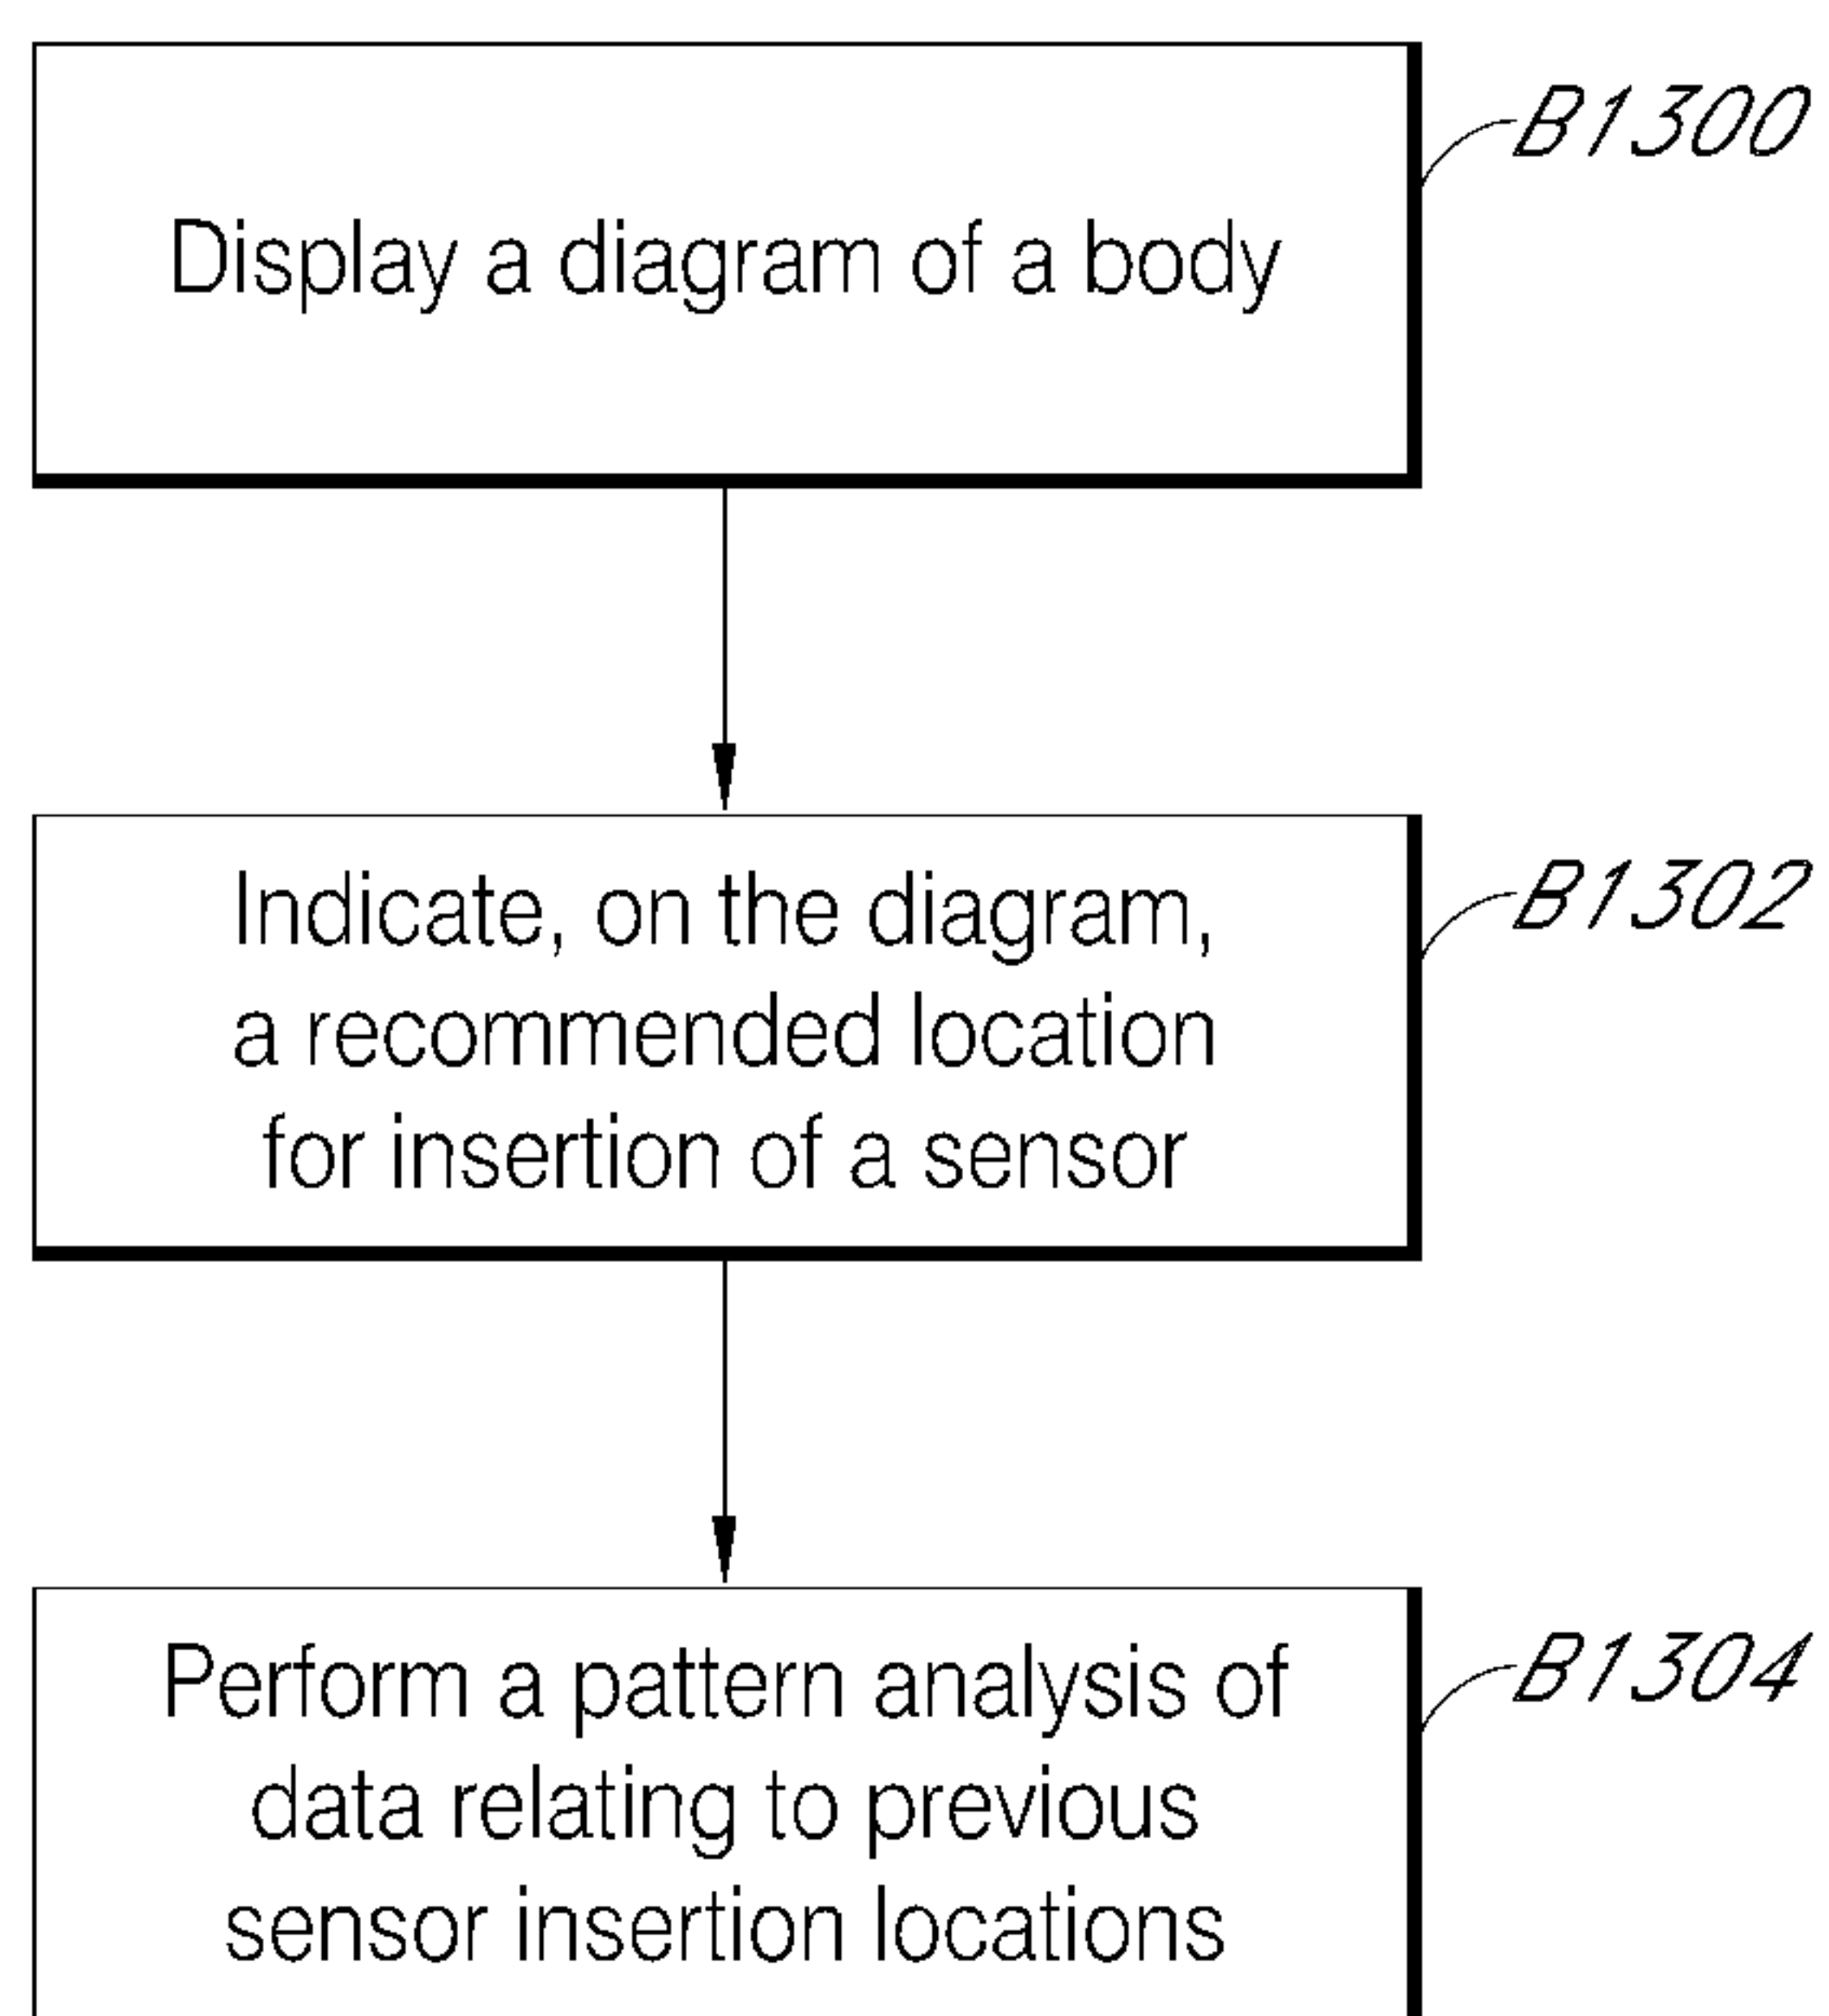 Display a diagram of a body
B1300
Indicate, on the diagram,
a recommended location
for insertion of a sensor
B1302
Perform a pattern analysis of
data relating to previous
sensor insertion locations
B1304